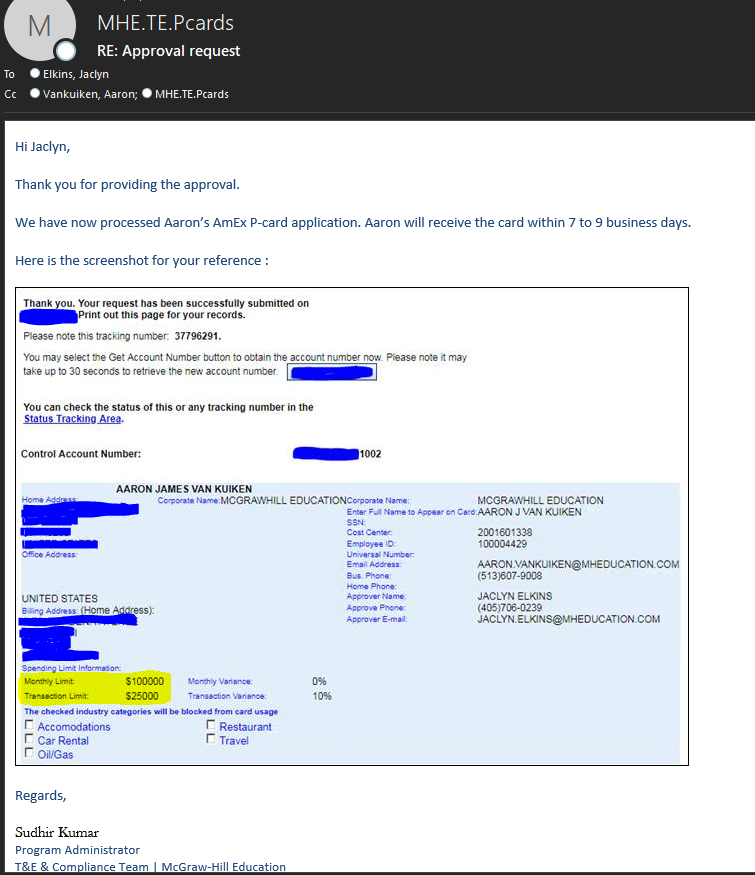 M
MHE.TE.Pcards
RE: Approval request
To Elkins, Jaclyn
Cc Vankuiken, Aaron; MHE.TE.Pcards
Hi Jaclyn,
Thank you for providing the approval.
We have now processed Aaron's AmEx P-card application. Aaron will receive the card within 7 to 9 business days.
Here is the screenshot for your reference :
Thank you. Your request has been successfully submitted on
Print out this page for your records.
Please note this tracking number: 37796291.
You may select the Get Account Number button to obtain the account number now. Please note it may
take up to 30 seconds to retrieve the new account number.
You can check the status of this or any tracking number in the
Status Tracking Area.
Control Account Number: 1002
AARON JAMES VAN KUIKEN
Home Address: Corporate Name:MCGRAWHILL EDUCATION Corporate Name: MCGRAWHILL EDUCATION
Enter Full Name to Appear on Card: AARON J VAN KUIKEN
SSN:
Cost Center: 2001601338
Employee ID: 100004429
Office Address: Universal Number:
Email Address: AARON.VANKUIKEN@MHEDUCATION.COM
Bus. Phone: (513)607-9008
Home Phone:
UNITED STATES Approver Name: JACLYN ELKINS
Billing Address: (Home Address): Approve Phone: (405)706-0239
Approver E-mail: JACLYN.ELKINS@MHEDUCATION.COM
Spending Limit Information:
Monthly Limit: $100000 Monthly Variance: 0%
Transaction Limit: $25000 Transaction Variance: 10%
The checked industry categories will be blocked from card usage
Accomodations Restaurant
Car Rental Travel
Oil/Gas
Regards,
Sudhir Kumar
Program Administrator
T&E & Compliance Team | McGraw-Hill Education